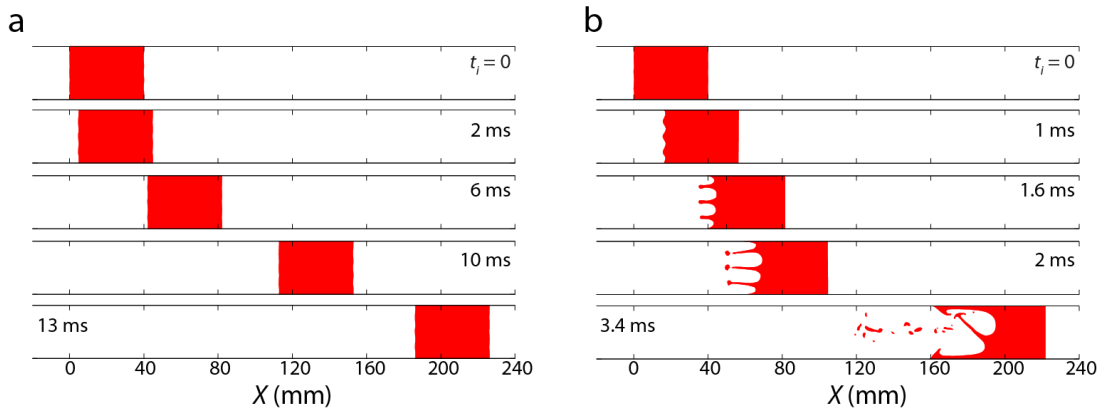 a
t_i = 0
2 ms
6 ms
10 ms
13 ms
0 40 80 120 160 200 240
X (mm)
b
t_i = 0
1 ms
1.6 ms
2 ms
3.4 ms
0 40 80 120 160 200 240
X (mm)